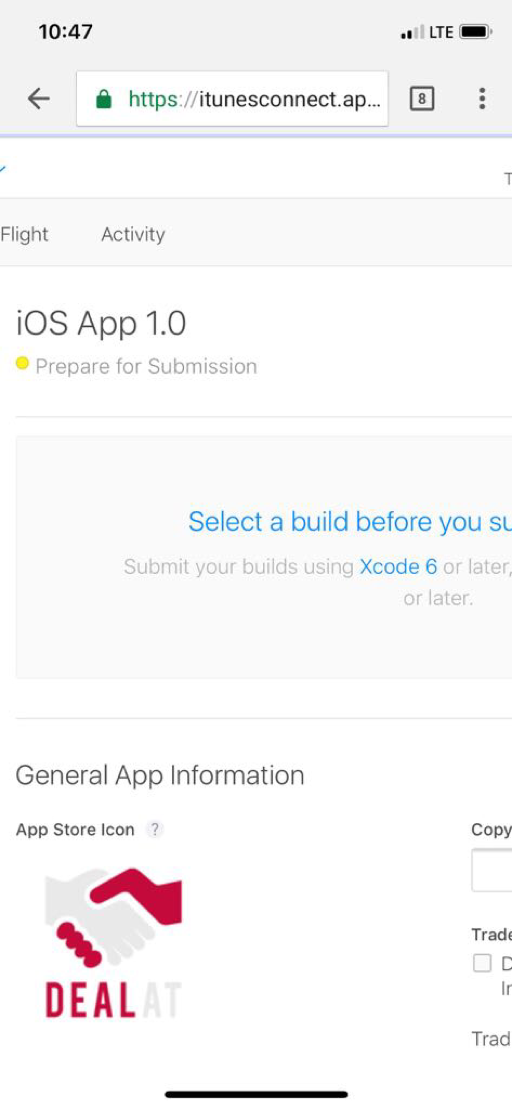 10:47
LTE
https://itunesconnect.ap...
8
T
Flight Activity
iOS App 1.0
Prepare for Submission
Select a build before you su
Submit your builds using Xcode 6 or later,
or later.
General App Information
App Store Icon ?
Copy
DEALAT
Trade
D
In
Trad